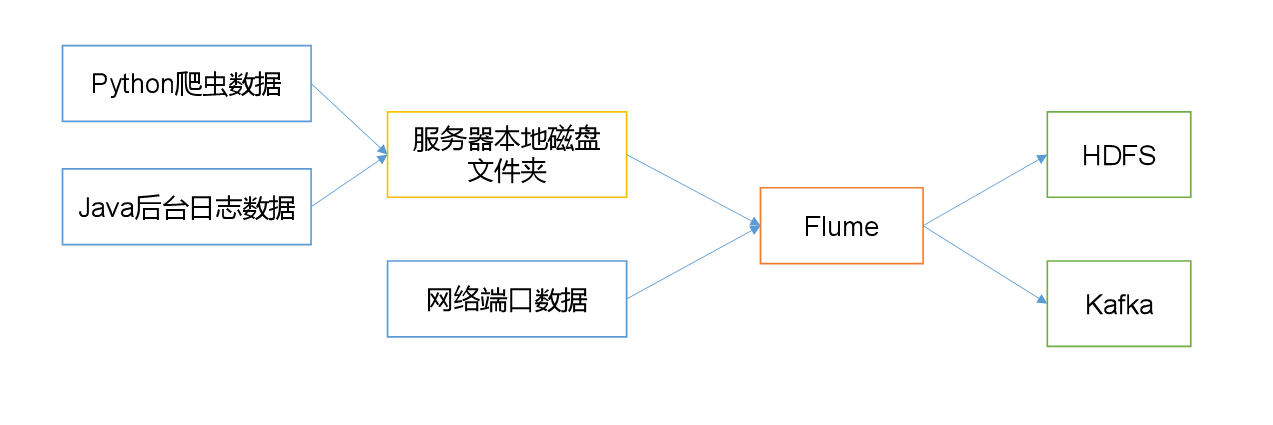 Python爬虫数据
Java后台日志数据
服务器本地磁盘
文件夹
网络端口数据
Flume
HDFS
Kafka